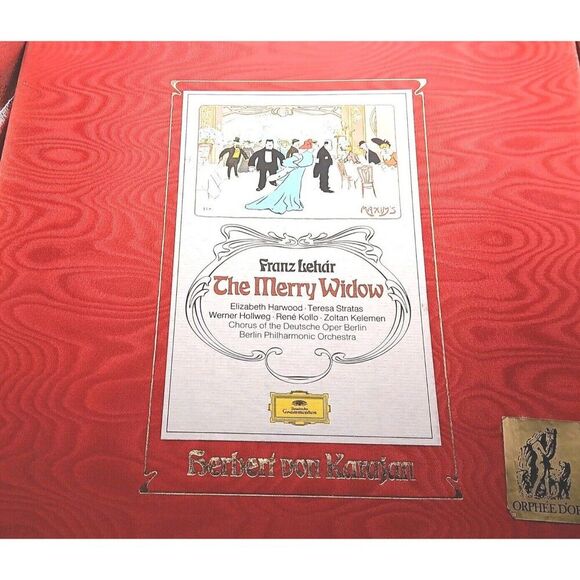 MAXIM'S
Franz Lehár
The Merry Widow
Elizabeth Harwood · Teresa Stratas
Werner Hollweg · René Kollo · Zoltan Kelemen
Chorus of the Deutsche Oper Berlin
Berlin Philharmonic Orchestra
Deutsche
Grammophon
Herbert von Karajan
ORPHÉE D'OR